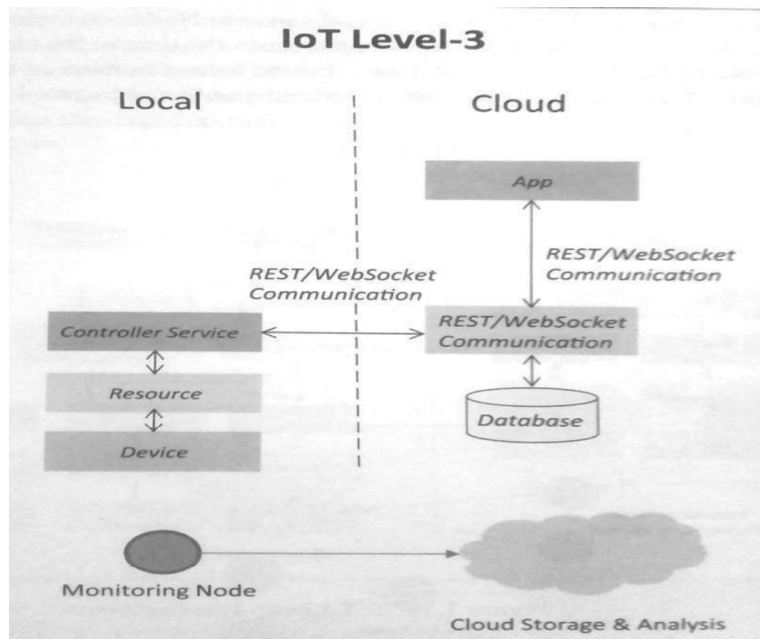 IoT Level-3
Local
Cloud
App
REST/WebSocket
Communication
REST/WebSocket
Communication
Controller Service
REST/WebSocket
Communication
Resource
Device
Database
Monitoring Node
Cloud Storage & Analysis